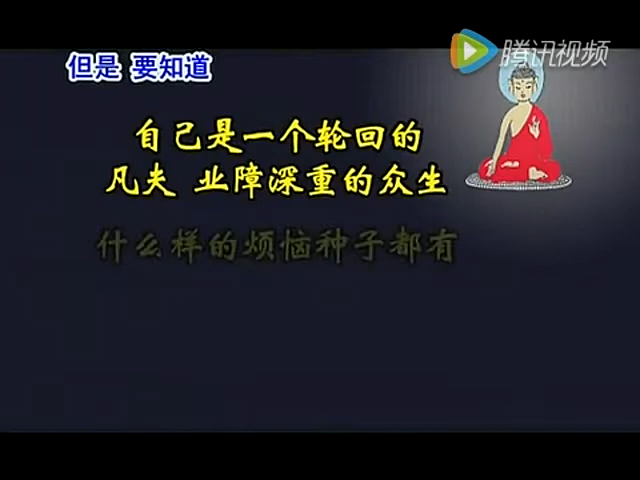 腾讯视频
但是 要知道
自己是一个轮回的
凡夫 业障深重的众生
什么样的烦恼种子都有